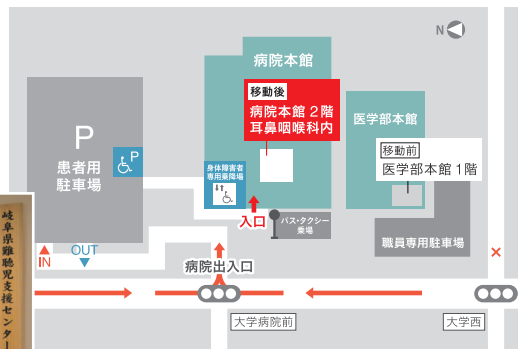 N
病院本館
移動後
病院本館 2階
耳鼻咽喉科内
医学部本館
移動前
医学部本館 1階
P
患者用
駐車場
P
身体障害者
専用乗降場
入口
バス・タクシー
乗場
職員専用駐車場
IN
OUT
病院出入口
大学病院前
大学西
岐阜県難聴児支援センター